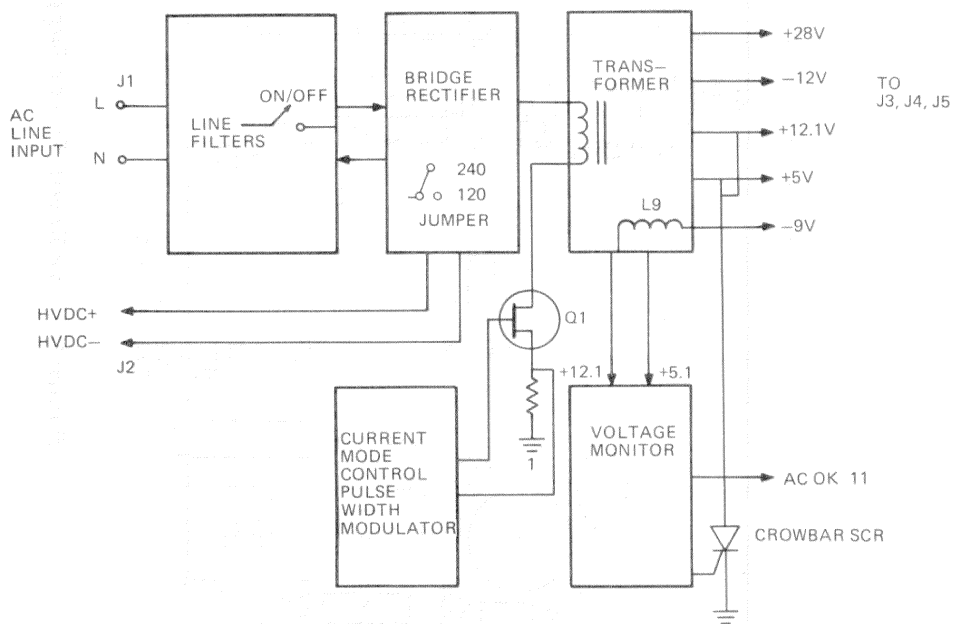 AC
LINE
INPUT
J1
L
N
LINE
FILTERS
ON/OFF
BRIDGE
RECTIFIER
240
120
JUMPER
TRANS–
FORMER
L9
+28V
–12V
+12.1V
+5V
–9V
TO
J3, J4, J5
HVDC+
HVDC–
J2
Q1
1
+12.1
+5.1
CURRENT
MODE
CONTROL
PULSE
WIDTH
MODULATOR
VOLTAGE
MONITOR
AC OK 11
CROWBAR SCR